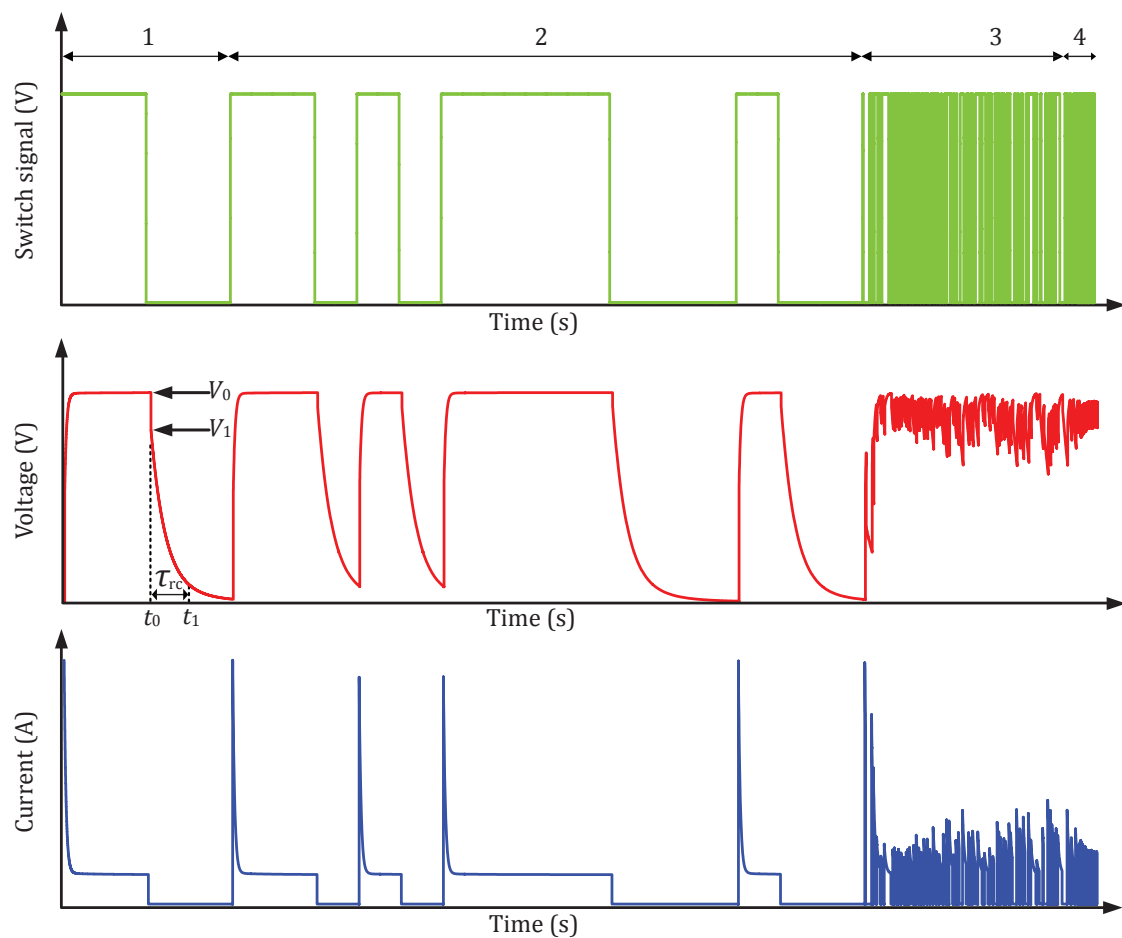 1 2 3 4
Switch signal (V)
Time (s)
V0
V1
Voltage (V)
τrc
t0 t1
Time (s)
Current (A)
Time (s)